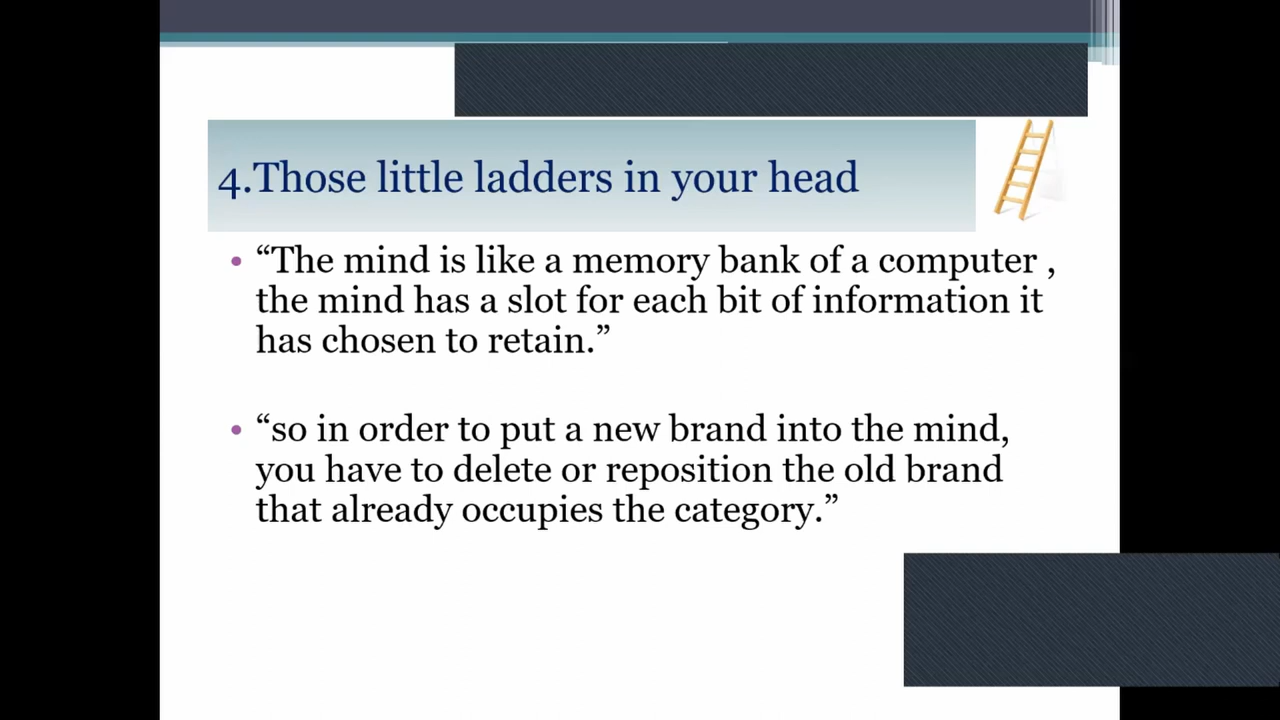 4.Those little ladders in your head
• “The mind is like a memory bank of a computer ,
the mind has a slot for each bit of information it
has chosen to retain.”
• “so in order to put a new brand into the mind,
you have to delete or reposition the old brand
that already occupies the category.”